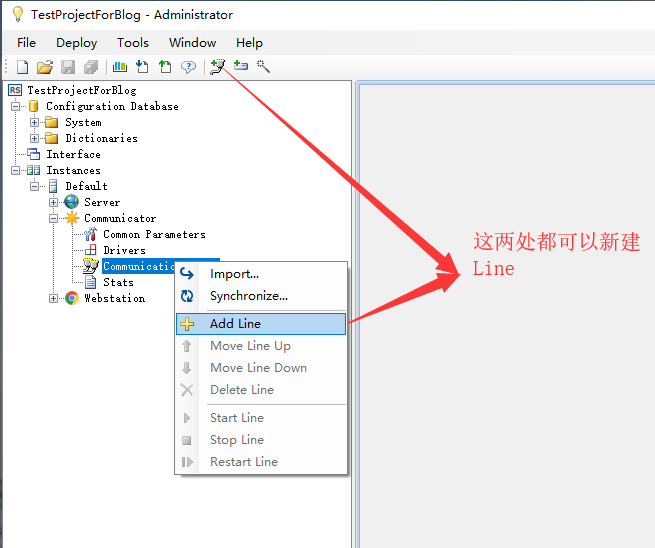 TestProjectForBlog - Administrator
File Deploy Tools Window Help
RS TestProjectForBlog
Configuration Database
System
Dictionaries
Interface
Instances
Default
Server
Communicator
Common Parameters
Drivers
Communicatio
Stats
Webstation
Import...
Synchronize...
Add Line
Move Line Up
Move Line Down
Delete Line
Start Line
Stop Line
Restart Line
这两处都可以新建
Line